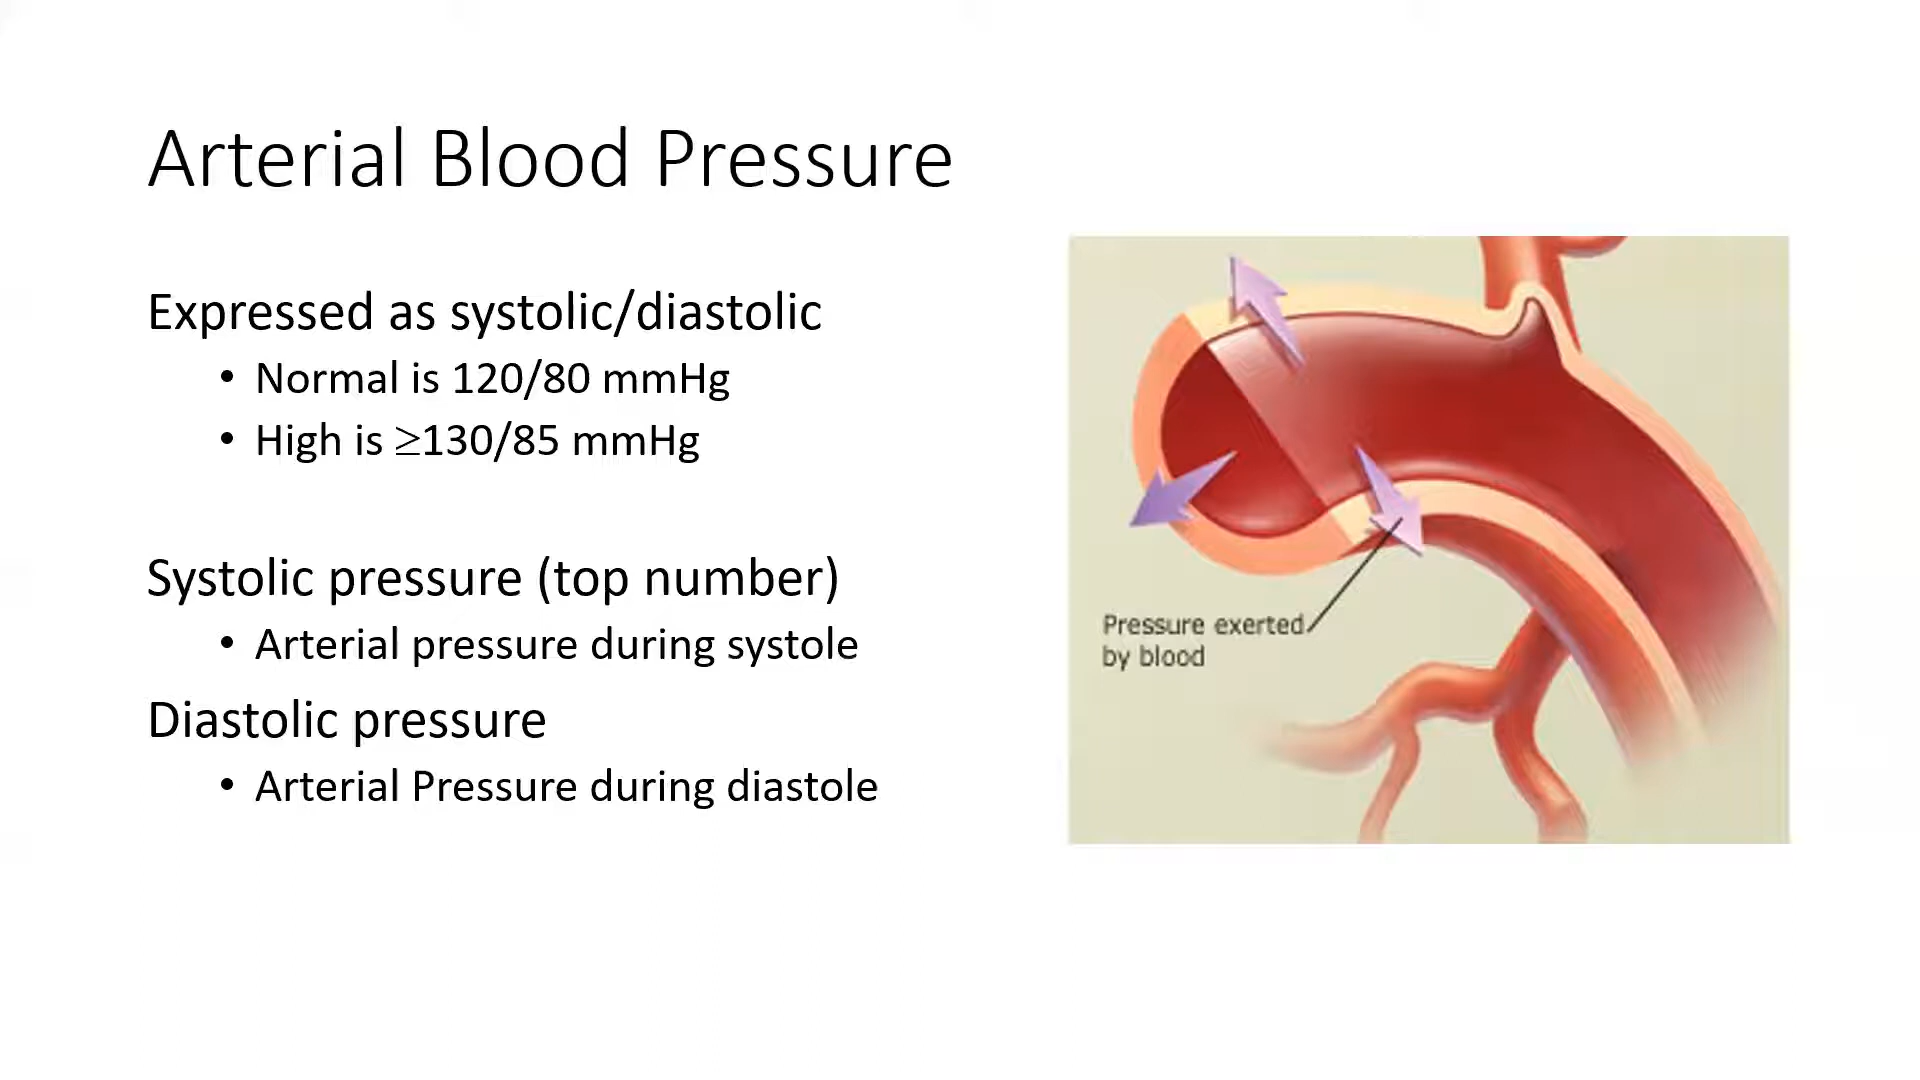 Arterial Blood Pressure
Expressed as systolic/diastolic
• Normal is 120/80 mmHg
• High is ≥130/85 mmHg
Systolic pressure (top number)
• Arterial pressure during systole
Diastolic pressure
• Arterial Pressure during diastole
Pressure exerted
by blood